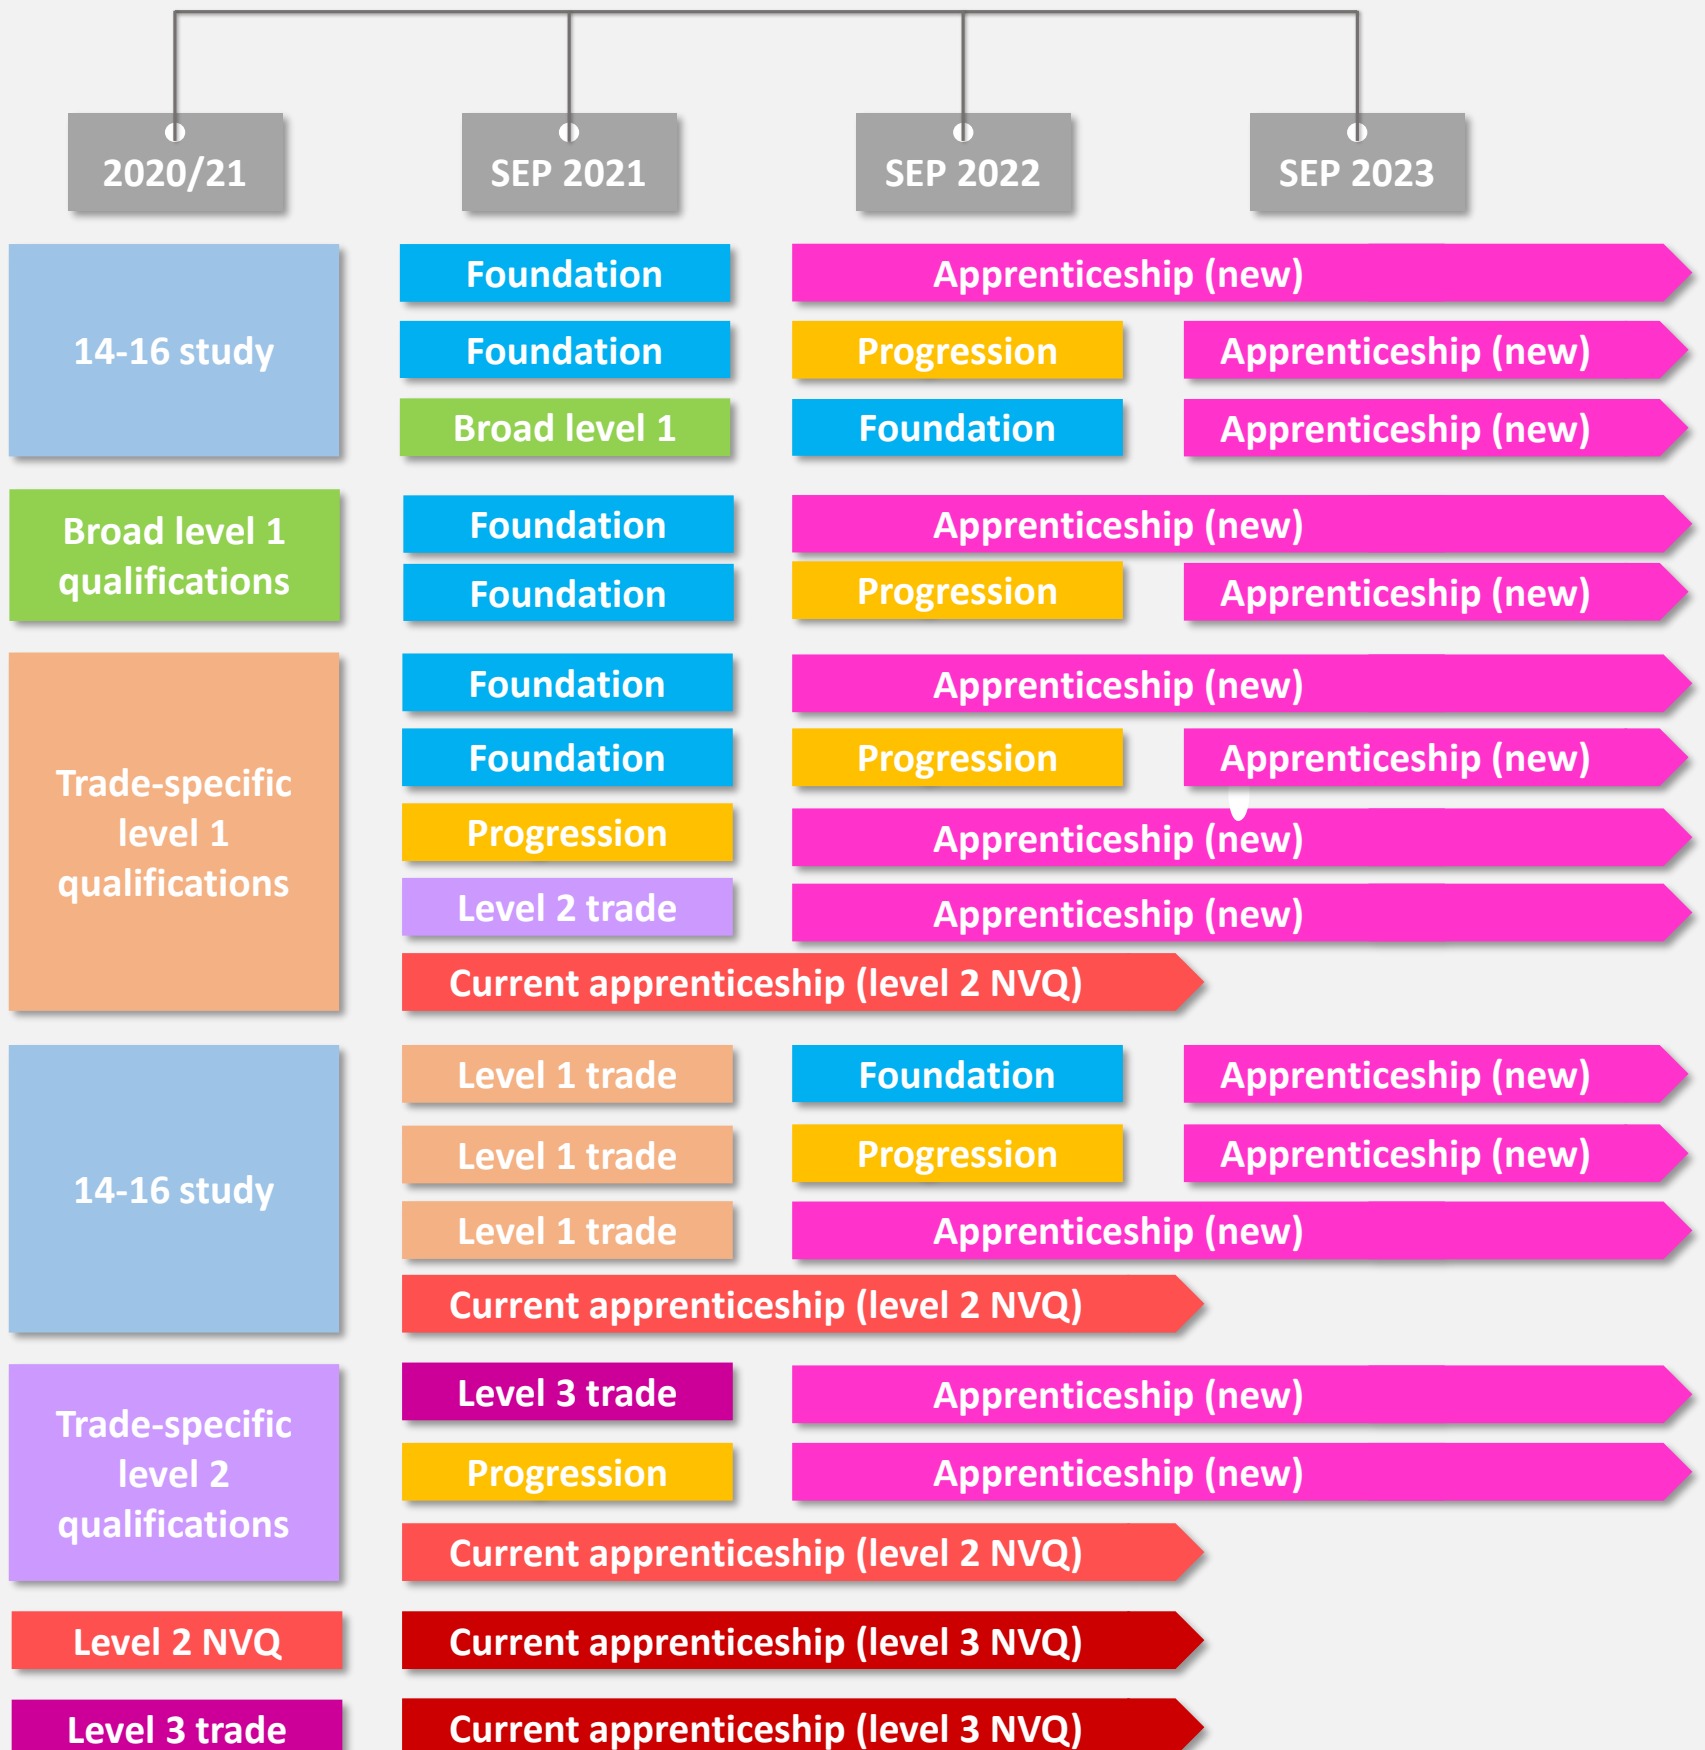 2020/21
SEP 2021
SEP 2022
SEP 2023
14-16 study
Foundation
Apprenticeship (new)
Foundation
Progression
Apprenticeship (new)
Broad level 1
Foundation
Apprenticeship (new)
Broad level 1
qualifications
Foundation
Apprenticeship (new)
Foundation
Progression
Apprenticeship (new)
Trade-specific
level 1
qualifications
Foundation
Apprenticeship (new)
Foundation
Progression
Apprenticeship (new)
Progression
Apprenticeship (new)
Level 2 trade
Apprenticeship (new)
Current apprenticeship (level 2 NVQ)
14-16 study
Level 1 trade
Foundation
Apprenticeship (new)
Level 1 trade
Progression
Apprenticeship (new)
Level 1 trade
Apprenticeship (new)
Current apprenticeship (level 2 NVQ)
Trade-specific
level 2
qualifications
Level 3 trade
Apprenticeship (new)
Progression
Apprenticeship (new)
Current apprenticeship (level 2 NVQ)
Level 2 NVQ
Current apprenticeship (level 3 NVQ)
Level 3 trade
Current apprenticeship (level 3 NVQ)